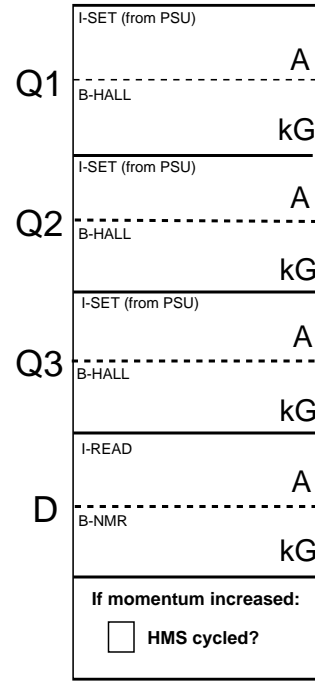 I-SET (from PSU)
A
Q1
B-HALL
kG
I-SET (from PSU)
A
Q2
B-HALL
kG
I-SET (from PSU)
A
Q3
B-HALL
kG
I-READ
A
D
B-NMR
kG
If momentum increased:
HMS cycled?